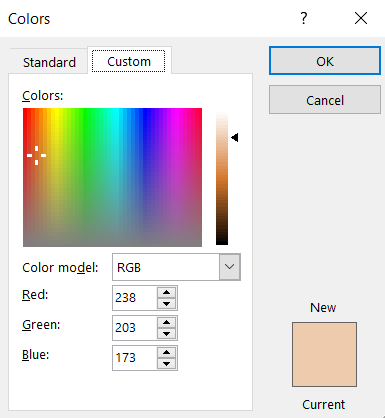 Colors ?
Standard Custom OK
Colors: Cancel
Color model: RGB
Red: 238
Green: 203
Blue: 173
New
Current